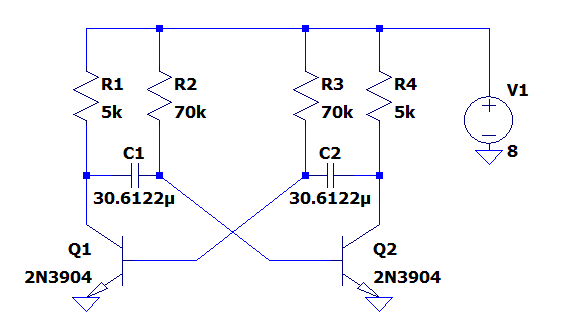 R1
5k
R2
70k
R3
70k
R4
5k
V1
8
C1
30.6122µ
C2
30.6122µ
Q1
2N3904
Q2
2N3904